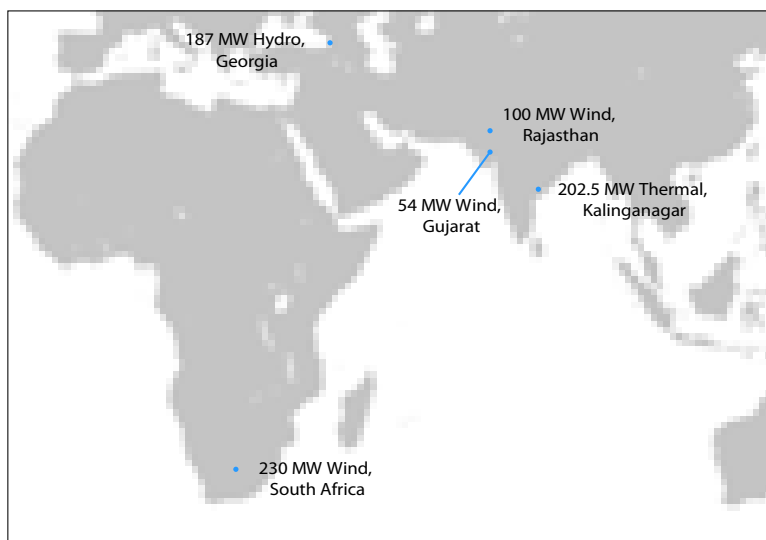 187 MW Hydro,
Georgia
100 MW Wind,
Rajasthan
54 MW Wind,
Gujarat
202.5 MW Thermal,
Kalinganagar
230 MW Wind,
South Africa